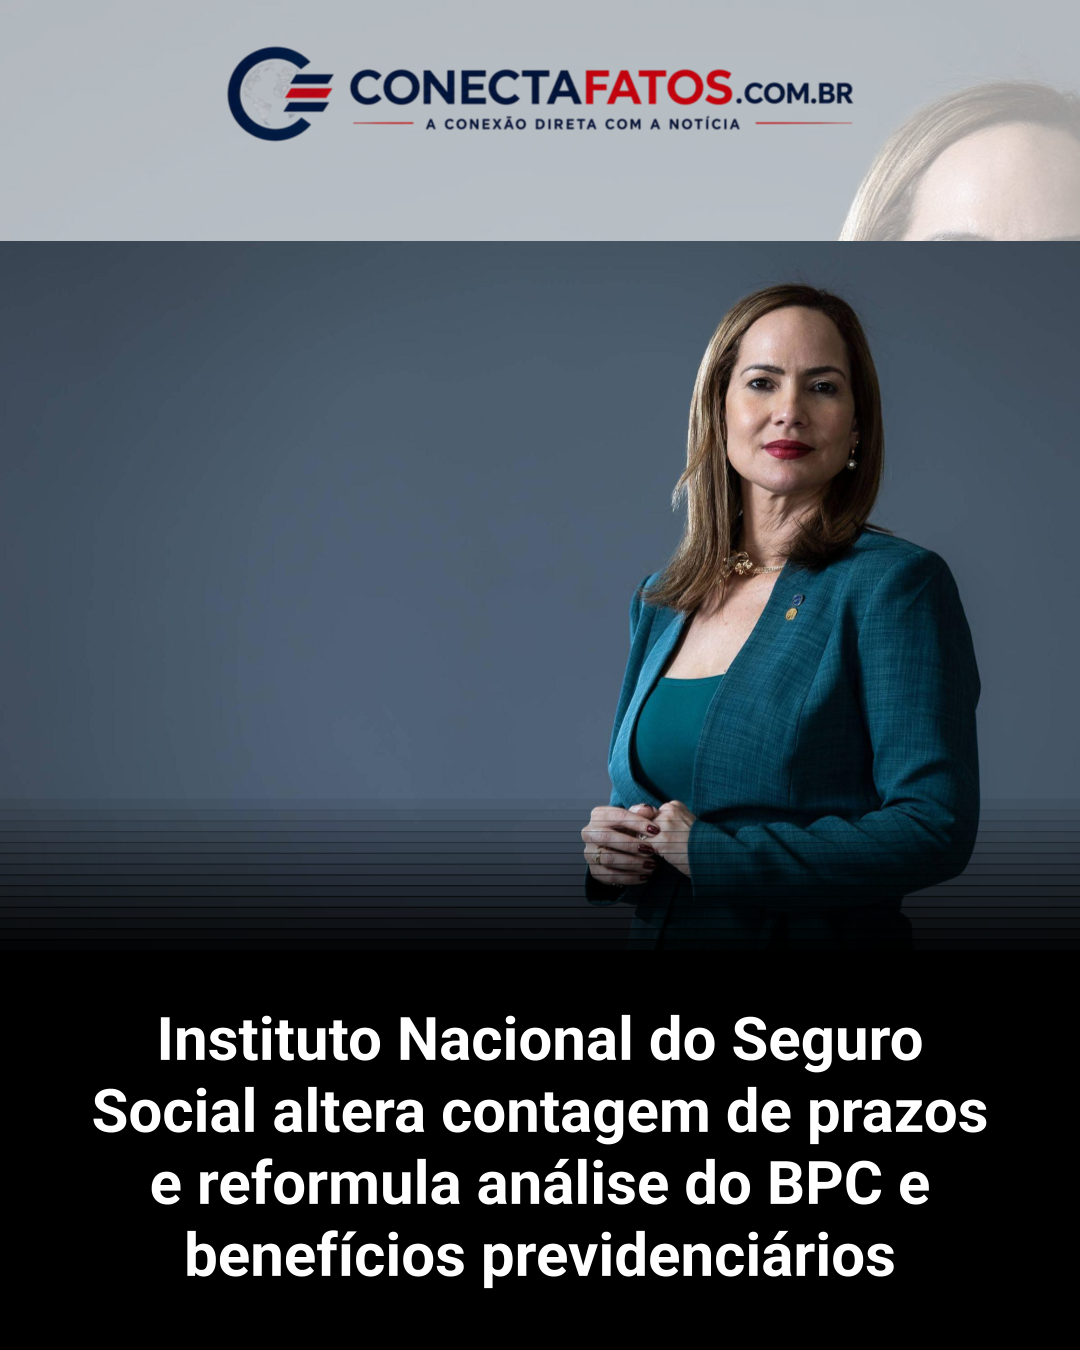 CONECTAFATOS.COM.BR
A CONEXÃO DIRETA COM A NOTÍCIA
Instituto Nacional do Seguro
Social altera contagem de prazos
e reformula análise do BPC e
benefícios previdenciários